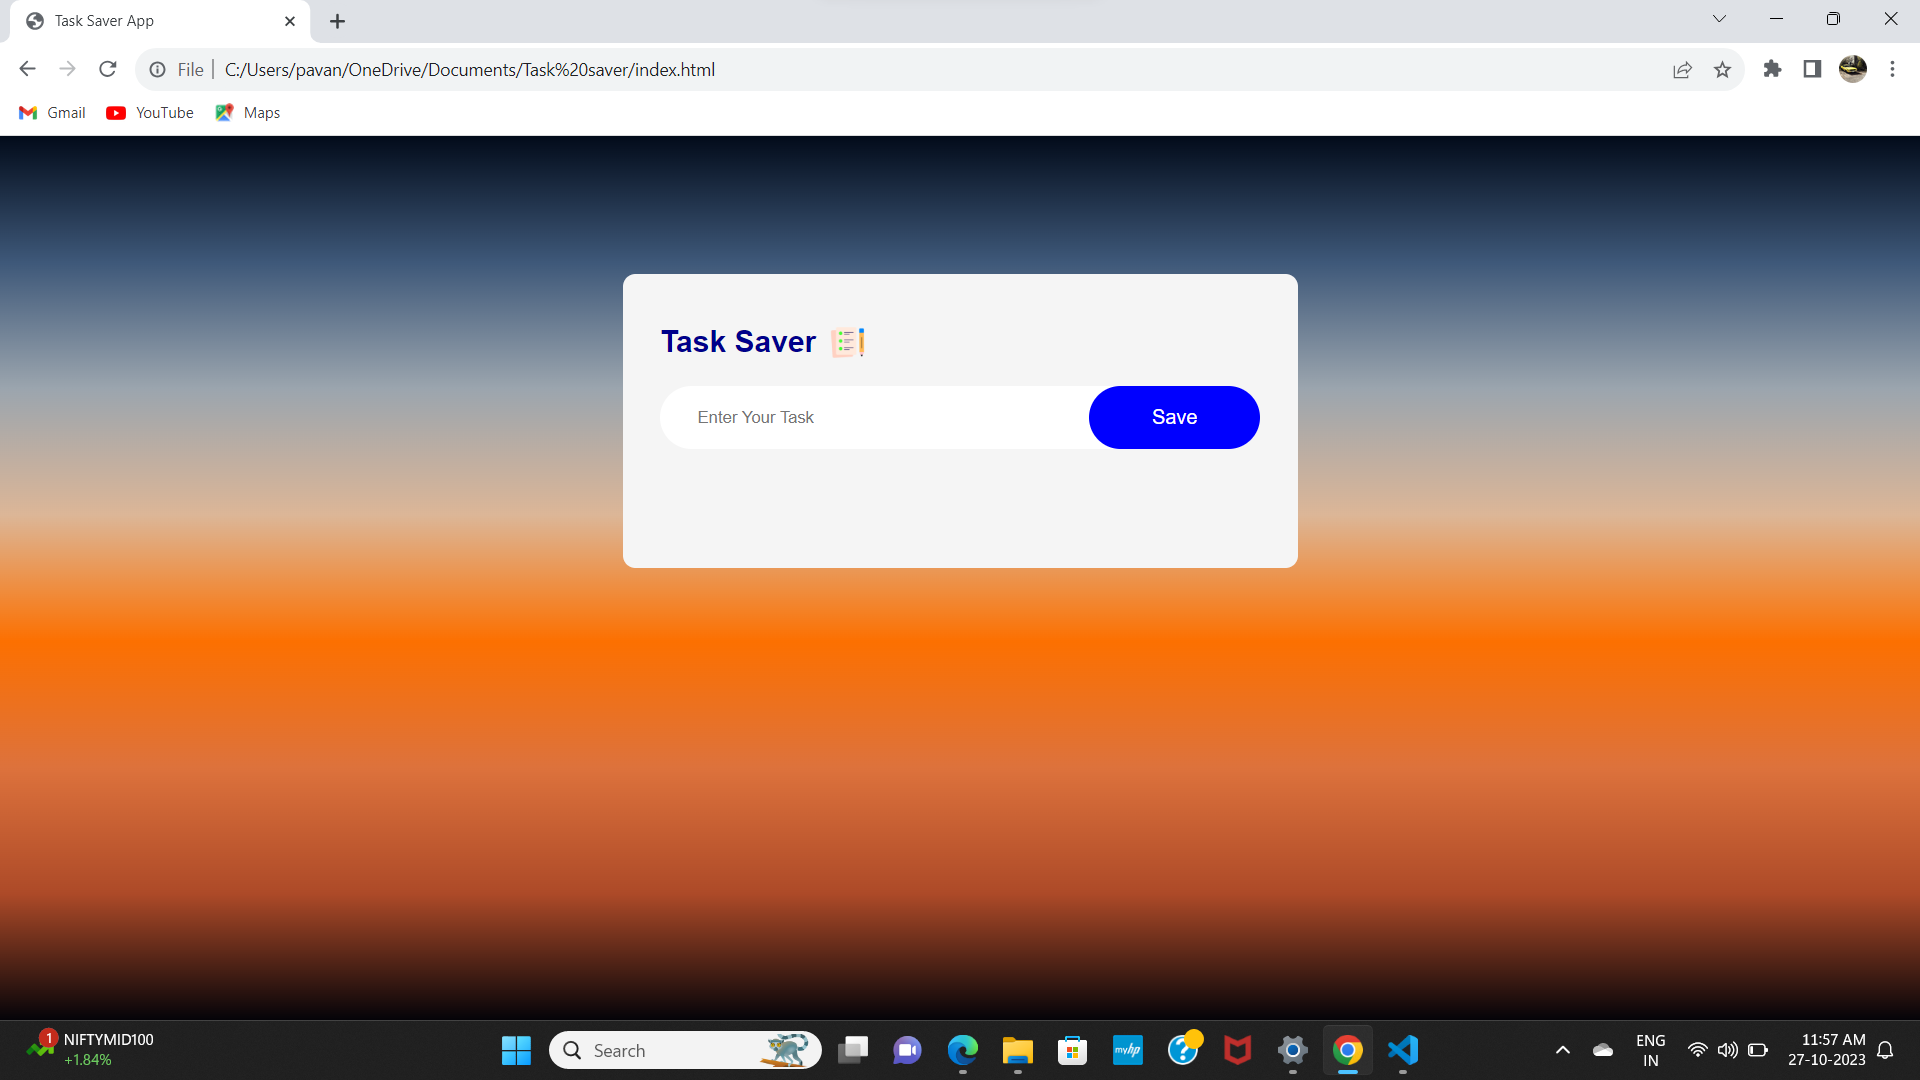 Task Saver App
File
C:/Users/pavan/OneDrive/Documents/Task%20saver/index.html
Gmail
YouTube
Maps
Task Saver
Enter Your Task
Save
1
NIFTYMID100
+1.84%
Search
myhp
ENG
IN
11:57 AM
27-10-2023